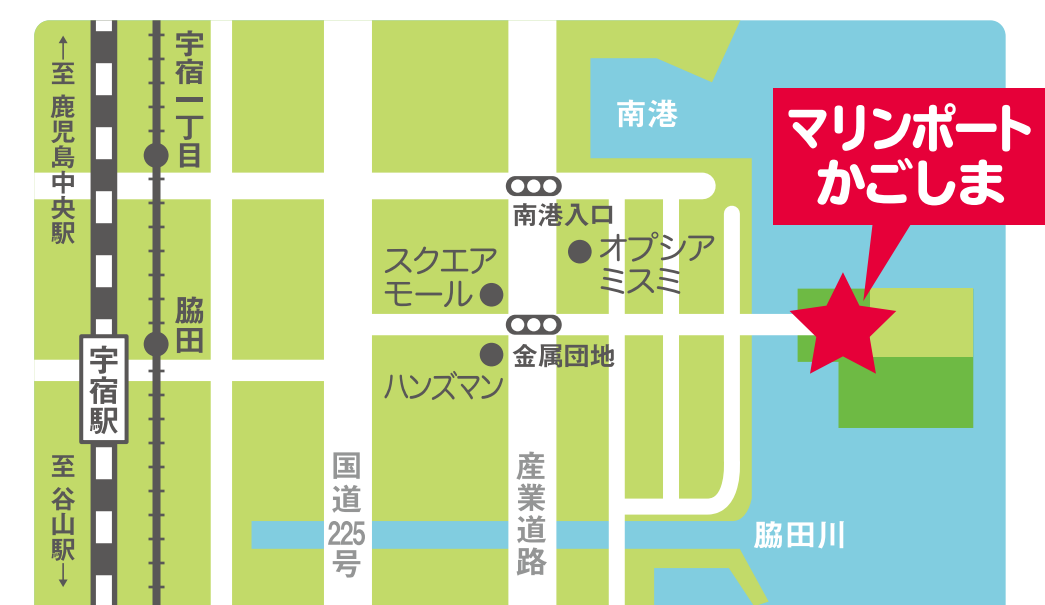 ←至 鹿児島中央駅
宇宿一丁目
南港
マリンポート
かごしま
南港入口
オプシア
ミスミ
スクエア
モール
脇田
金属団地
宇宿駅
ハンズマン
至 谷山駅→
国道225号
産業道路
脇田川